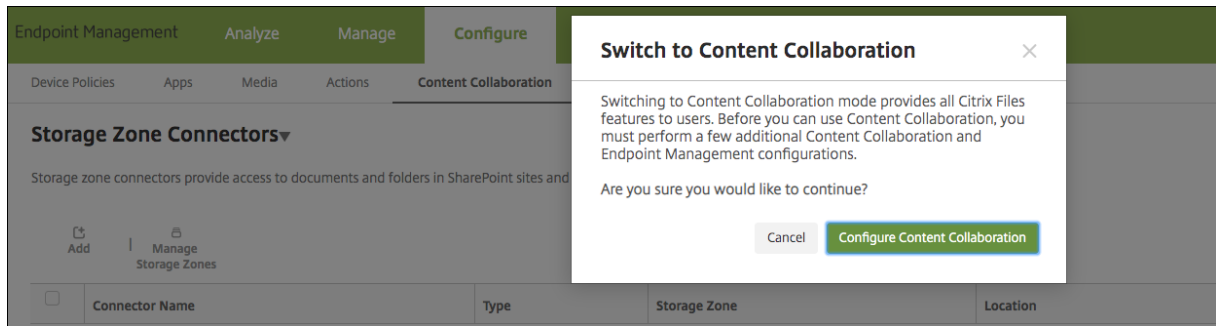 Endpoint Management Analyze Manage Configure
Device Policies Apps Media Actions Content Collaboration
Storage Zone Connectors
Storage zone connectors provide access to documents and folders in SharePoint sites and
Add
Manage
Storage Zones
Connector Name Type Storage Zone Location
Switch to Content Collaboration
Switching to Content Collaboration mode provides all Citrix Files
features to users. Before you can use Content Collaboration, you
must perform a few additional Content Collaboration and
Endpoint Management configurations.
Are you sure you would like to continue?
Cancel Configure Content Collaboration